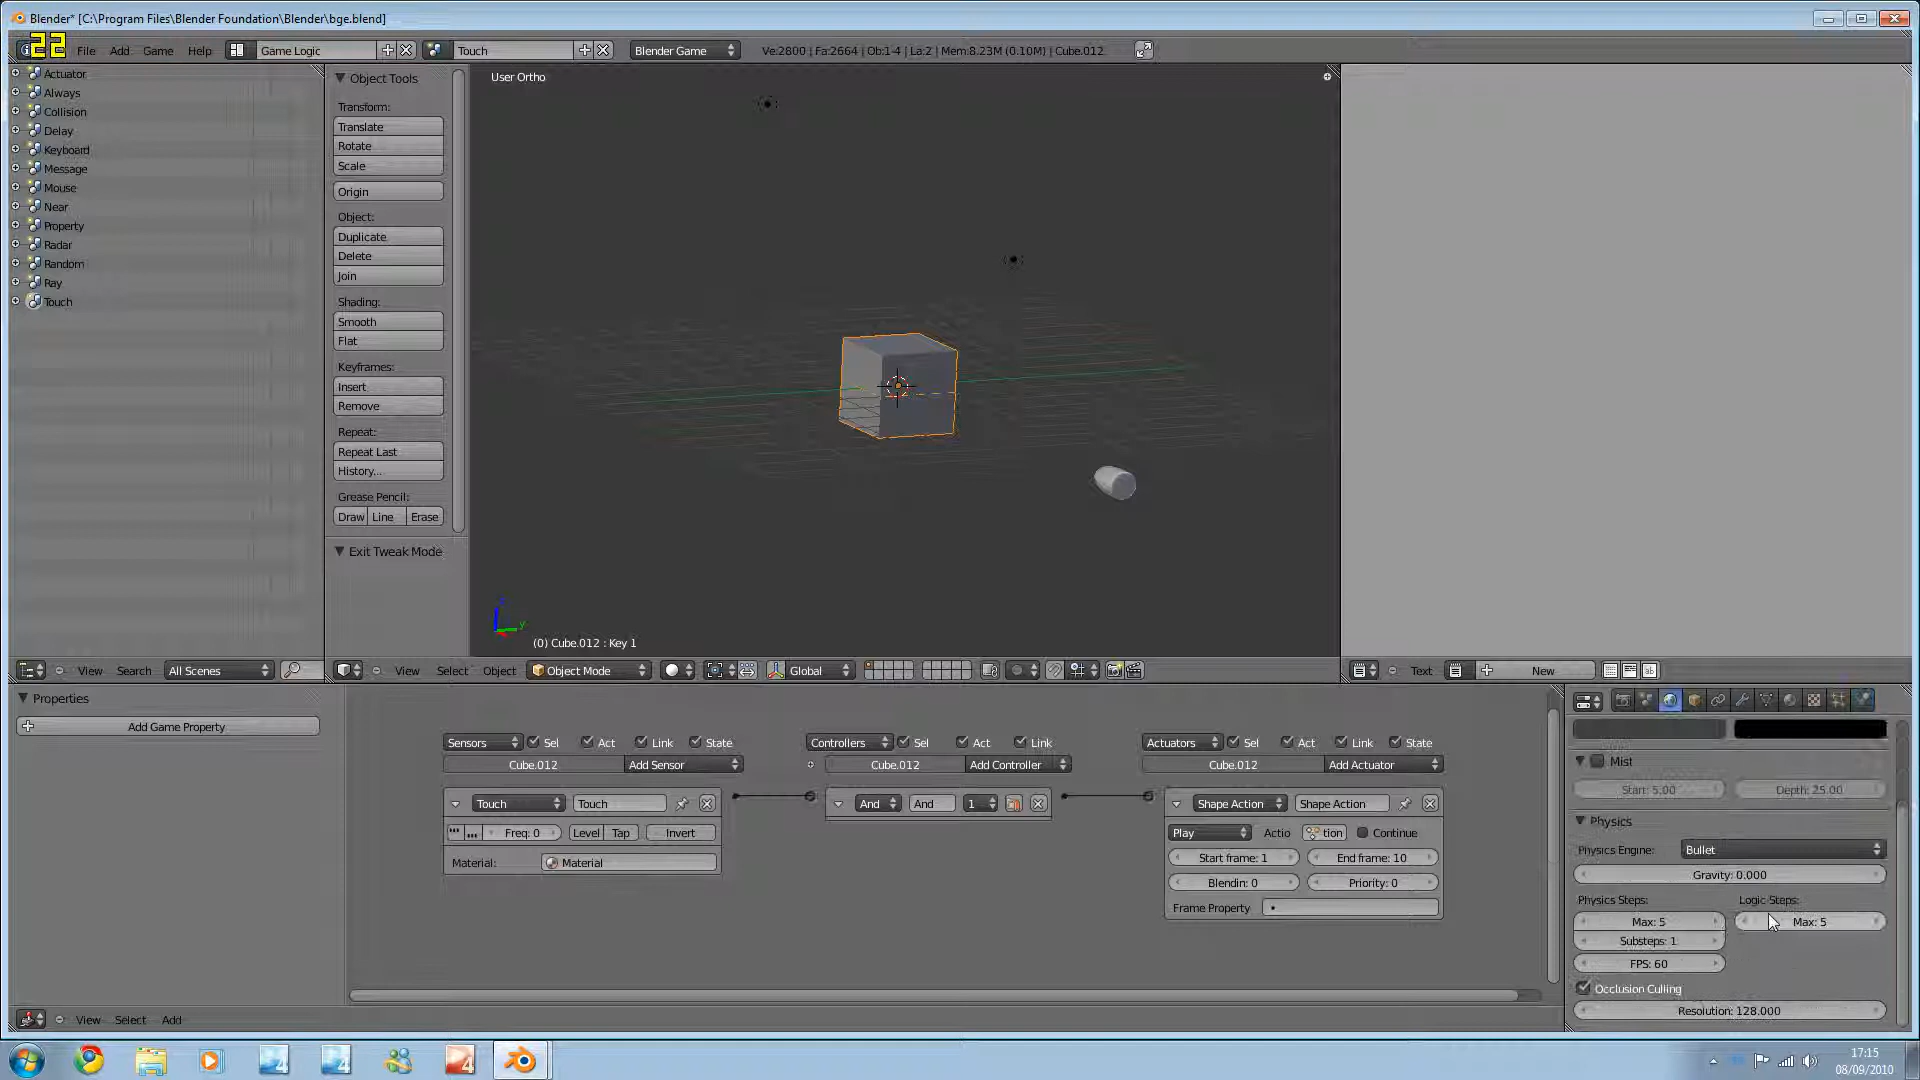 Blender* [C:\Program Files\Blender Foundation\Blender\bge.blend]
22
File Add Game Help Game Logic Touch Blender Game Ve:2800 | Fa:2664 | Ob:1-4 | La:2 | Mem:8.23M (0.10M) | Cube.012
Actuator
Always
Collision
Delay
Keyboard
Message
Mouse
Near
Property
Radar
Random
Ray
Touch
View Search All Scenes
Object Tools
Transform:
Translate
Rotate
Scale
Origin
Object:
Duplicate
Delete
Join
Shading:
Smooth
Flat
Keyframes:
Insert
Remove
Repeat:
Repeat Last
History...
Grease Pencil:
Draw Line Erase
Exit Tweak Mode
User Ortho
(0) Cube.012 : Key 1
View Select Object Object Mode Global
Text New
Properties
Add Game Property
Sensors Sel Act Link State
Cube.012 Add Sensor
Touch Touch
Freq: 0 Level Tap Invert
Material: Material
Controllers Sel Act Link
Cube.012 Add Controller
And And 1
Actuators Sel Act Link State
Cube.012 Add Actuator
Shape Action Shape Action
Play Actio tion Continue
Start frame: 1 End frame: 10
Blendin: 0 Priority: 0
Frame Property
Mist
Start: 5.00 Depth: 25.00
Physics
Physics Engine: Bullet
Gravity: 0.000
Physics Steps: Logic Steps:
Max: 5 Max: 5
Substeps: 1
FPS: 60
Occlusion Culling
Resolution: 128.000
View Select Add
17:15
08/09/2010